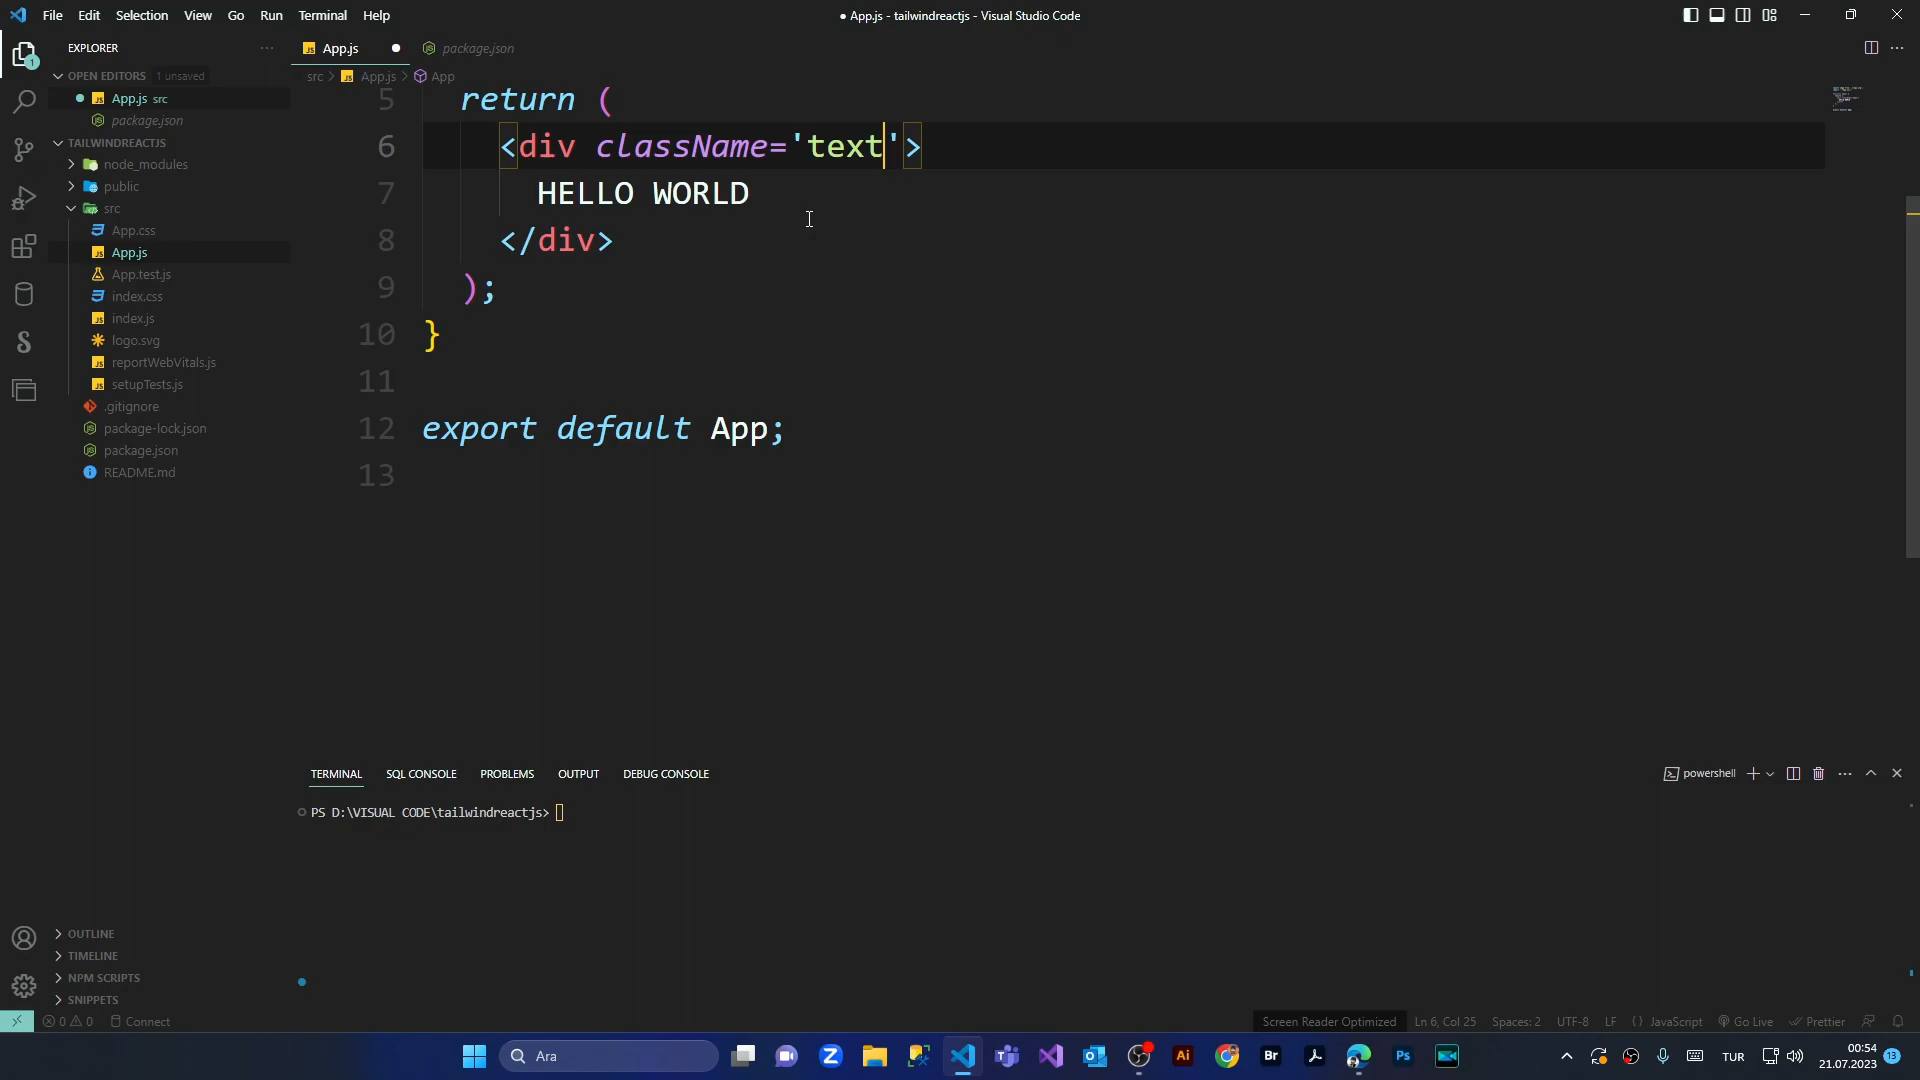 File Edit Selection View Go Run Terminal Help
● App.js - tailwindreactjs - Visual Studio Code
EXPLORER
OPEN EDITORS 1 unsaved
App.js src
package.json
TAILWINDREACTJS
node_modules
public
src
App.css
App.js
App.test.js
index.css
index.js
logo.svg
reportWebVitals.js
setupTests.js
.gitignore
package-lock.json
package.json
README.md
OUTLINE
TIMELINE
NPM SCRIPTS
SNIPPETS
App.js
package.json
src > App.js > App
5 return (
6 <div className='text'>
7 HELLO WORLD
8 </div>
9 );
10 }
11
12 export default App;
13
TERMINAL SQL CONSOLE PROBLEMS OUTPUT DEBUG CONSOLE
powershell
PS D:\VISUAL CODE\tailwindreactjs>
0 0 Connect
Screen Reader Optimized Ln 6, Col 25 Spaces: 2 UTF-8 LF JavaScript Go Live Prettier
Ara
TUR
00:54
21.07.2023
13